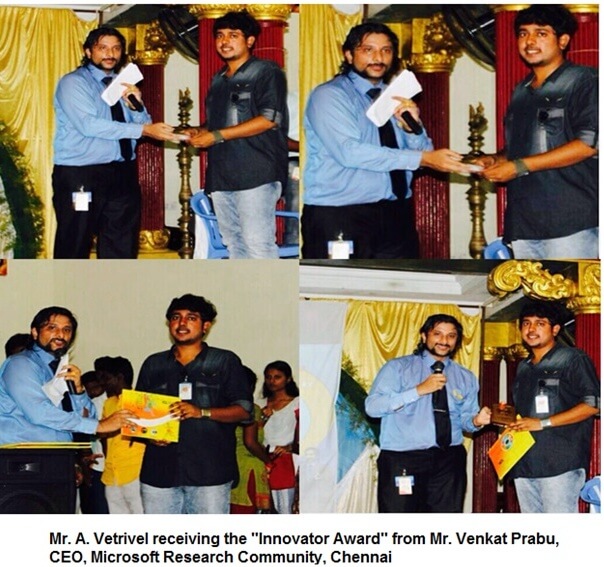 Mr. A. Vetrivel receiving the "Innovator Award" from Mr. Venkat Prabu,
CEO, Microsoft Research Community, Chennai